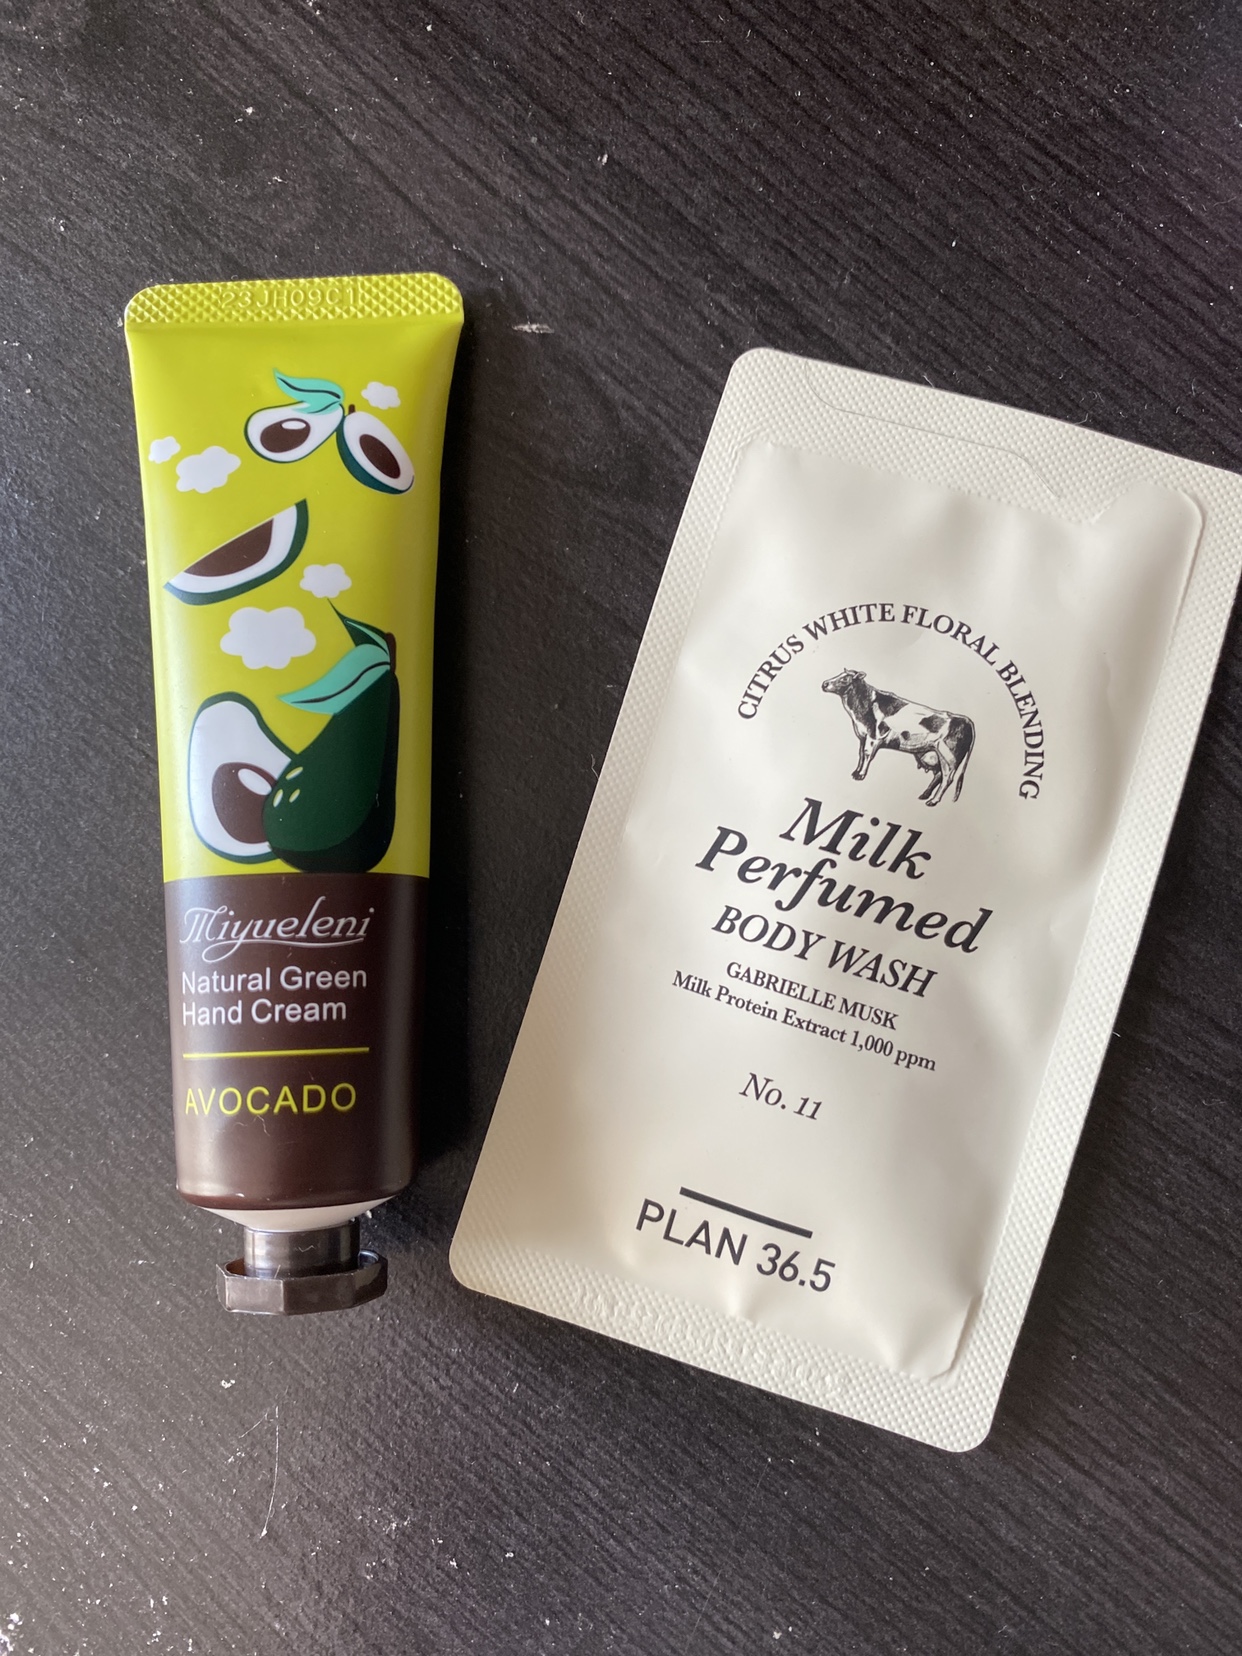 23JH09C1
Miyueleni
Natural Green
Hand Cream
AVOCADO
CITRUS WHITE FLORAL BLENDING
Milk
Perfumed
BODY WASH
GABRIELLE MUSK
Milk Protein Extract 1,000 ppm
No. 11
PLAN 36.5